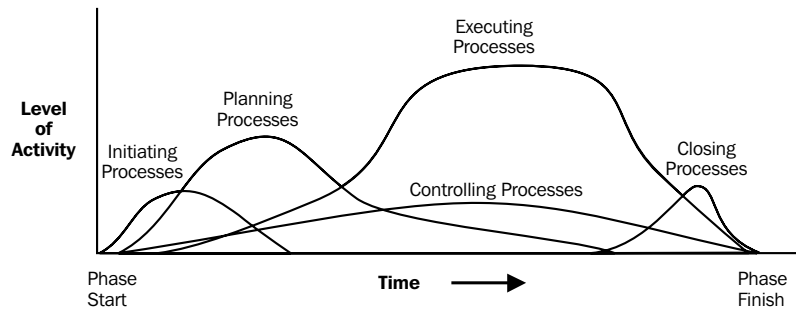 Executing
Processes
Planning
Processes
Level
of
Activity
Initiating
Processes
Closing
Processes
Controlling Processes
Phase
Start
Time
Phase
Finish